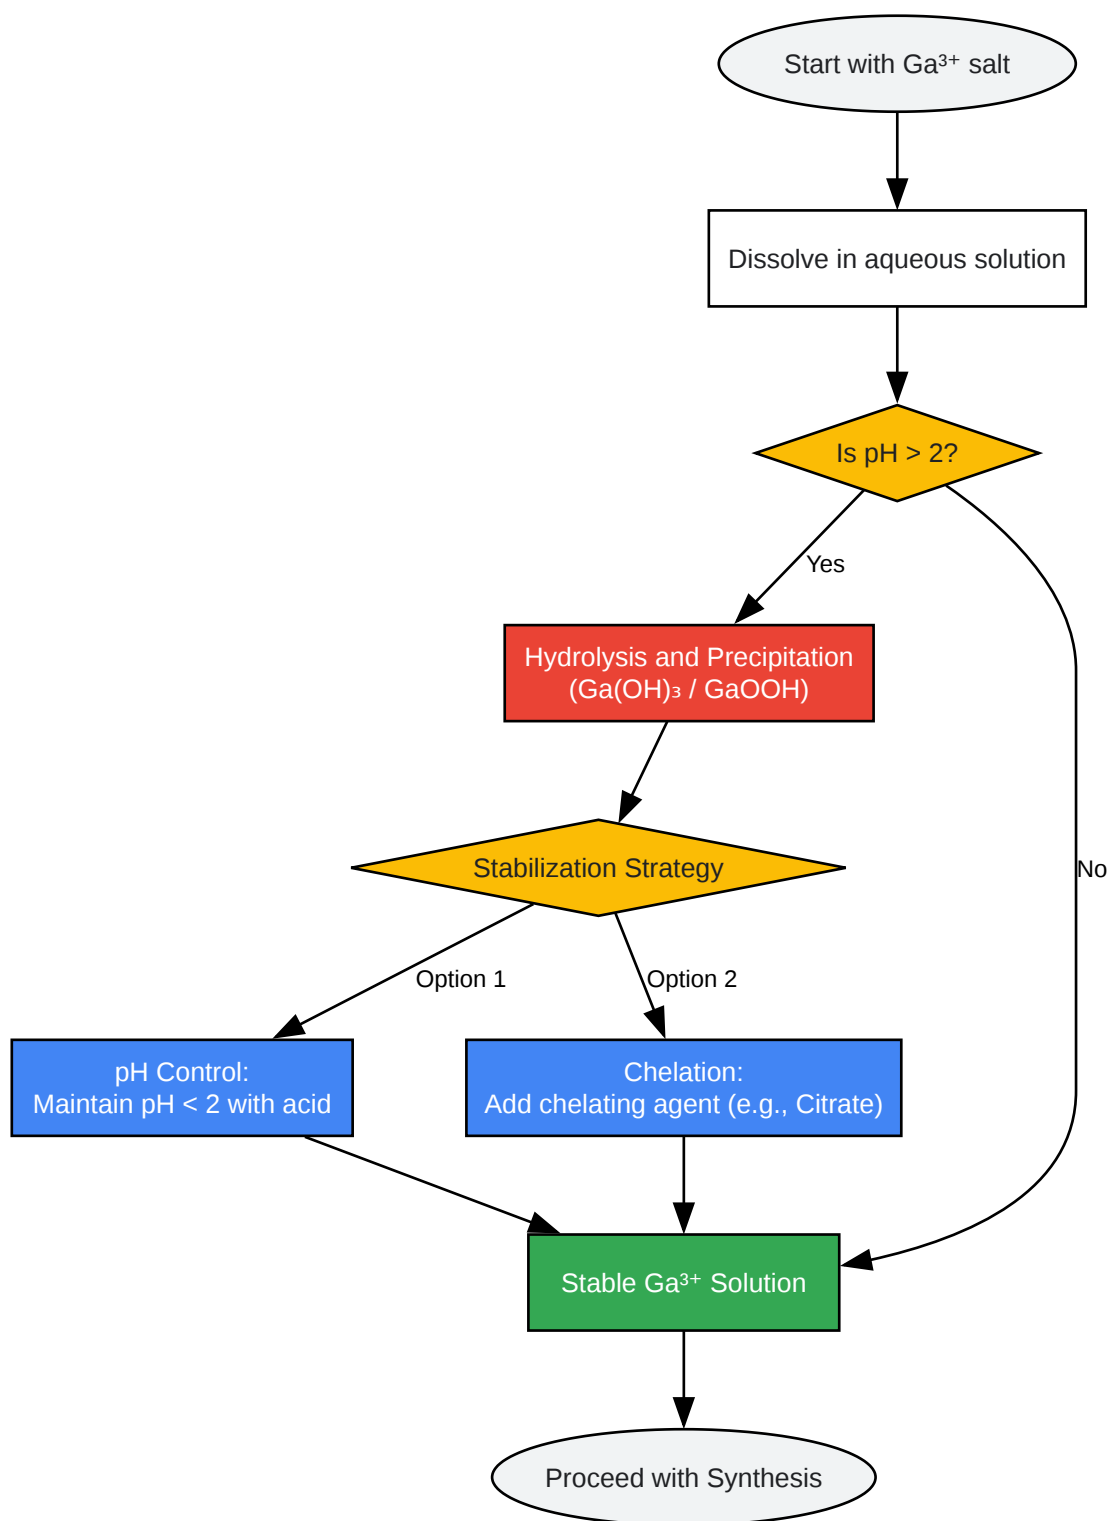 Start with Ga³⁺ salt
Dissolve in aqueous solution
Is pH > 2?
Yes
Hydrolysis and Precipitation
(Ga(OH)₃ / GaOOH)
Stabilization Strategy
No
Option 1
Option 2
pH Control:
Maintain pH < 2 with acid
Chelation:
Add chelating agent (e.g., Citrate)
Stable Ga³⁺ Solution
Proceed with Synthesis